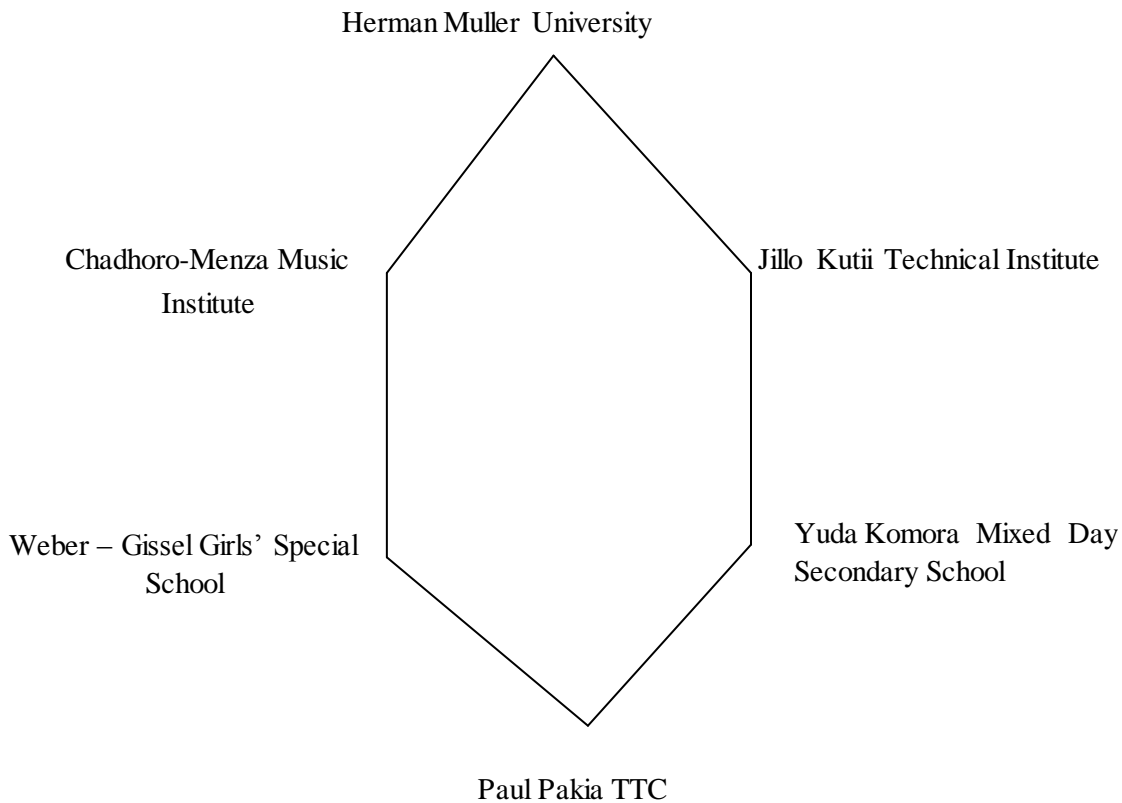 Herman Muller University
Chadhoro-Menza Music
Institute
Jillo Kutii Technical Institute
Weber – Gissel Girls’ Special
School
Yuda Komora Mixed Day
Secondary School
Paul Pakia TTC